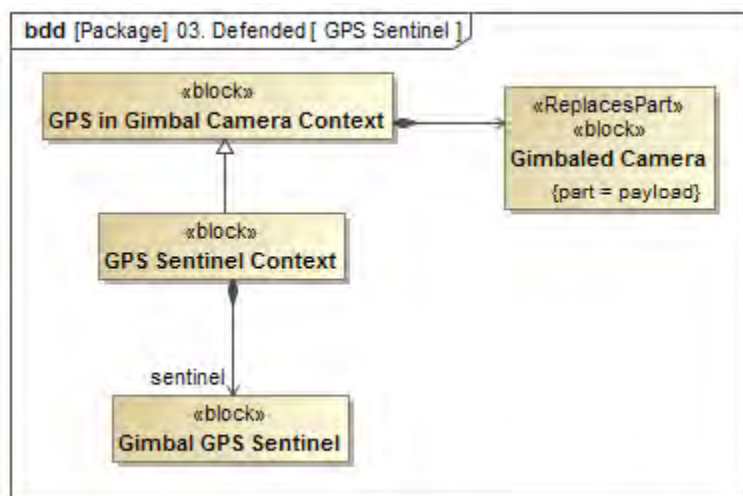 bdd [Package] 03. Defended [ GPS Sentinel ]
«block»
GPS in Gimbal Camera Context
«ReplacesPart»
«block»
Gimbaled Camera
{part = payload}
«block»
GPS Sentinel Context
sentinel
«block»
Gimbal GPS Sentinel